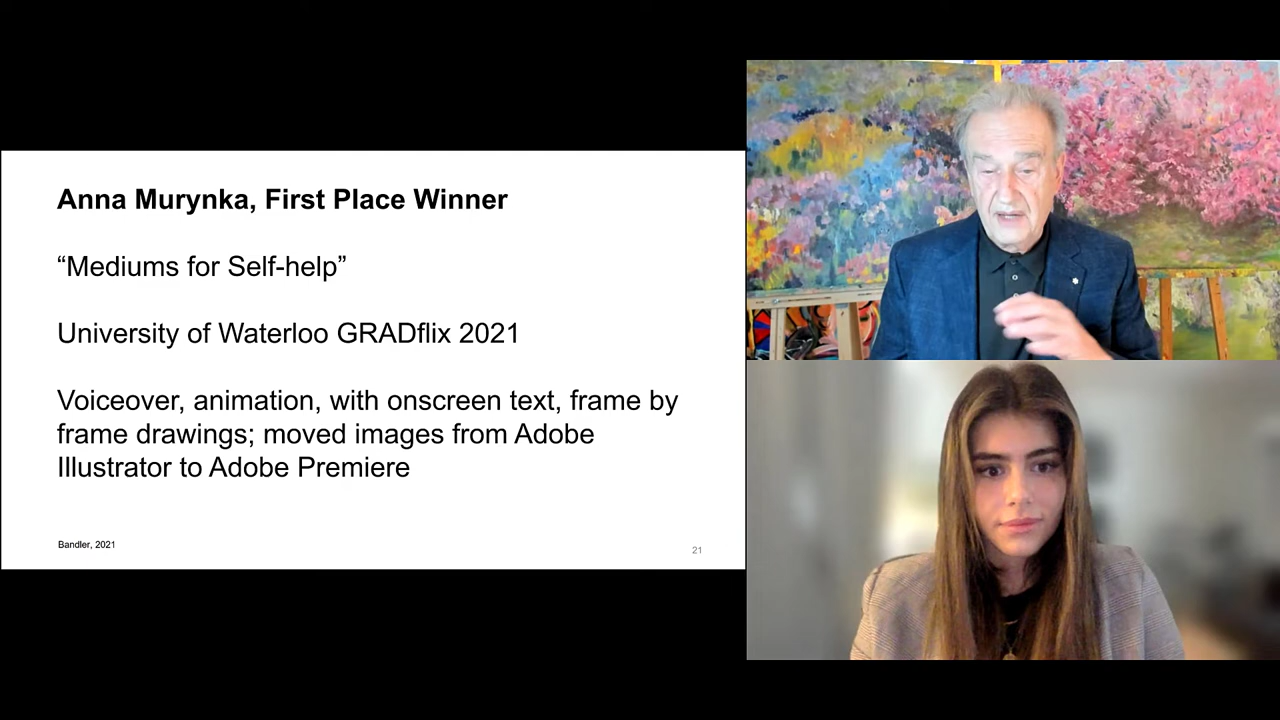 Anna Murynka, First Place Winner
“Mediums for Self-help”
University of Waterloo GRADflix 2021
Voiceover, animation, with onscreen text, frame by
frame drawings; moved images from Adobe
Illustrator to Adobe Premiere
Bandler, 2021
21